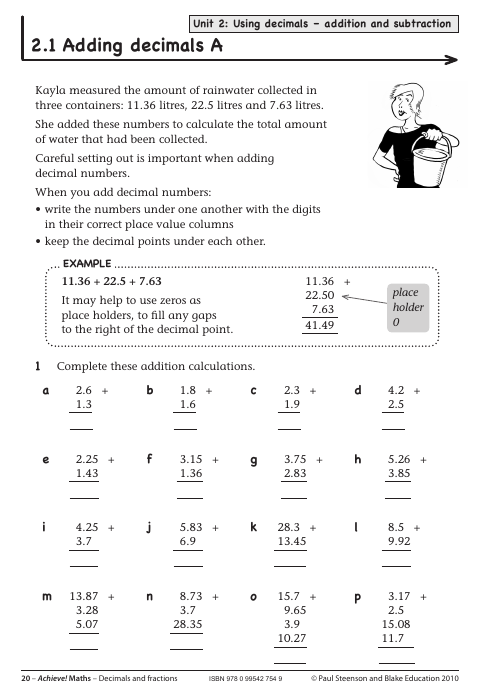 Unit 2: Using decimals – addition and subtraction
2.1 Adding decimals A
Kayla measured the amount of rainwater collected in
three containers: 11.36 litres, 22.5 litres and 7.63 litres.
She added these numbers to calculate the total amount
of water that had been collected.
Careful setting out is important when adding
decimal numbers.
When you add decimal numbers:
• write the numbers under one another with the digits
in their correct place value columns
• keep the decimal points under each other.
EXAMPLE
11.36 + 22.5 + 7.63
It may help to use zeros as
place holders, to fill any gaps
to the right of the decimal point.
11.36 +
22.50
7.63
41.49
place
holder
0
1 Complete these addition calculations.
a 2.6 + b 1.8 + c 2.3 + d 4.2 +
1.3 1.6 1.9 2.5
e 2.25 + f 3.15 + g 3.75 + h 5.26 +
1.43 1.36 2.83 3.85
i 4.25 + j 5.83 + k 28.3 + l 8.5 +
3.7 6.9 13.45 9.92
m 13.87 + n 8.73 + o 15.7 + p 3.17 +
3.28 3.7 9.65 2.5
5.07 28.35 3.9 15.08
10.27 11.7
20 – Achieve! Maths – Decimals and fractions ISBN 978 0 99542 754 9 © Paul Steenson and Blake Education 2010